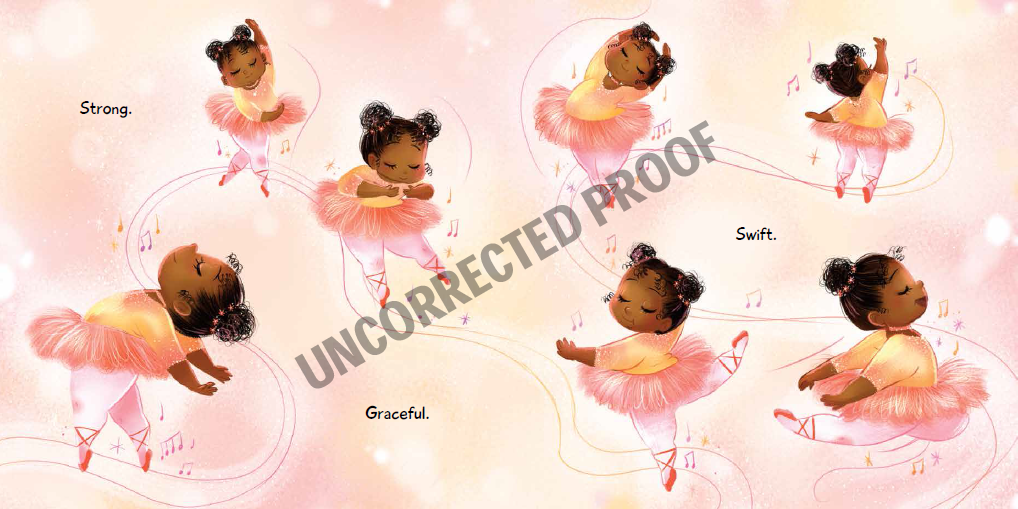 Strong.
Graceful.
Swift.
UNCORRECTED PROOF